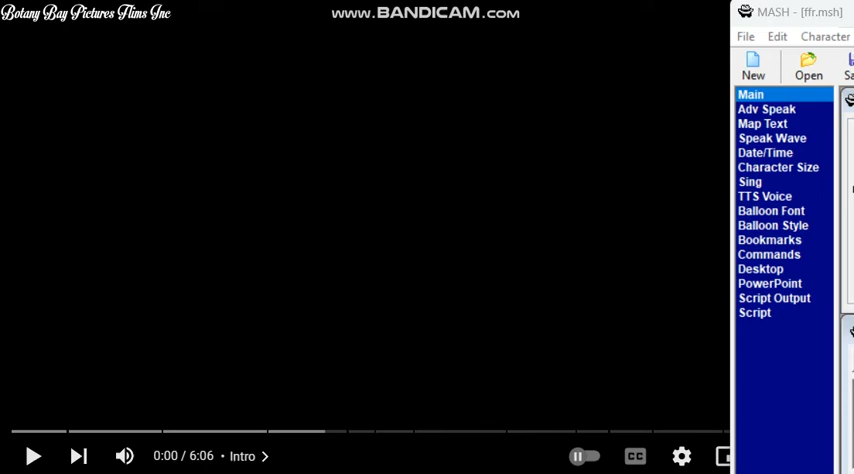 Botany Bay Pictures Flims Inc
WWW.BANDICAM.COM
MASH - [ffr.msh]
File Edit Character
New Open
Main
Adv Speak
Map Text
Speak Wave
Date/Time
Character Size
Sing
TTS Voice
Balloon Font
Balloon Style
Bookmarks
Commands
Desktop
PowerPoint
Script Output
Script
0:00 / 6:06 • Intro
CC